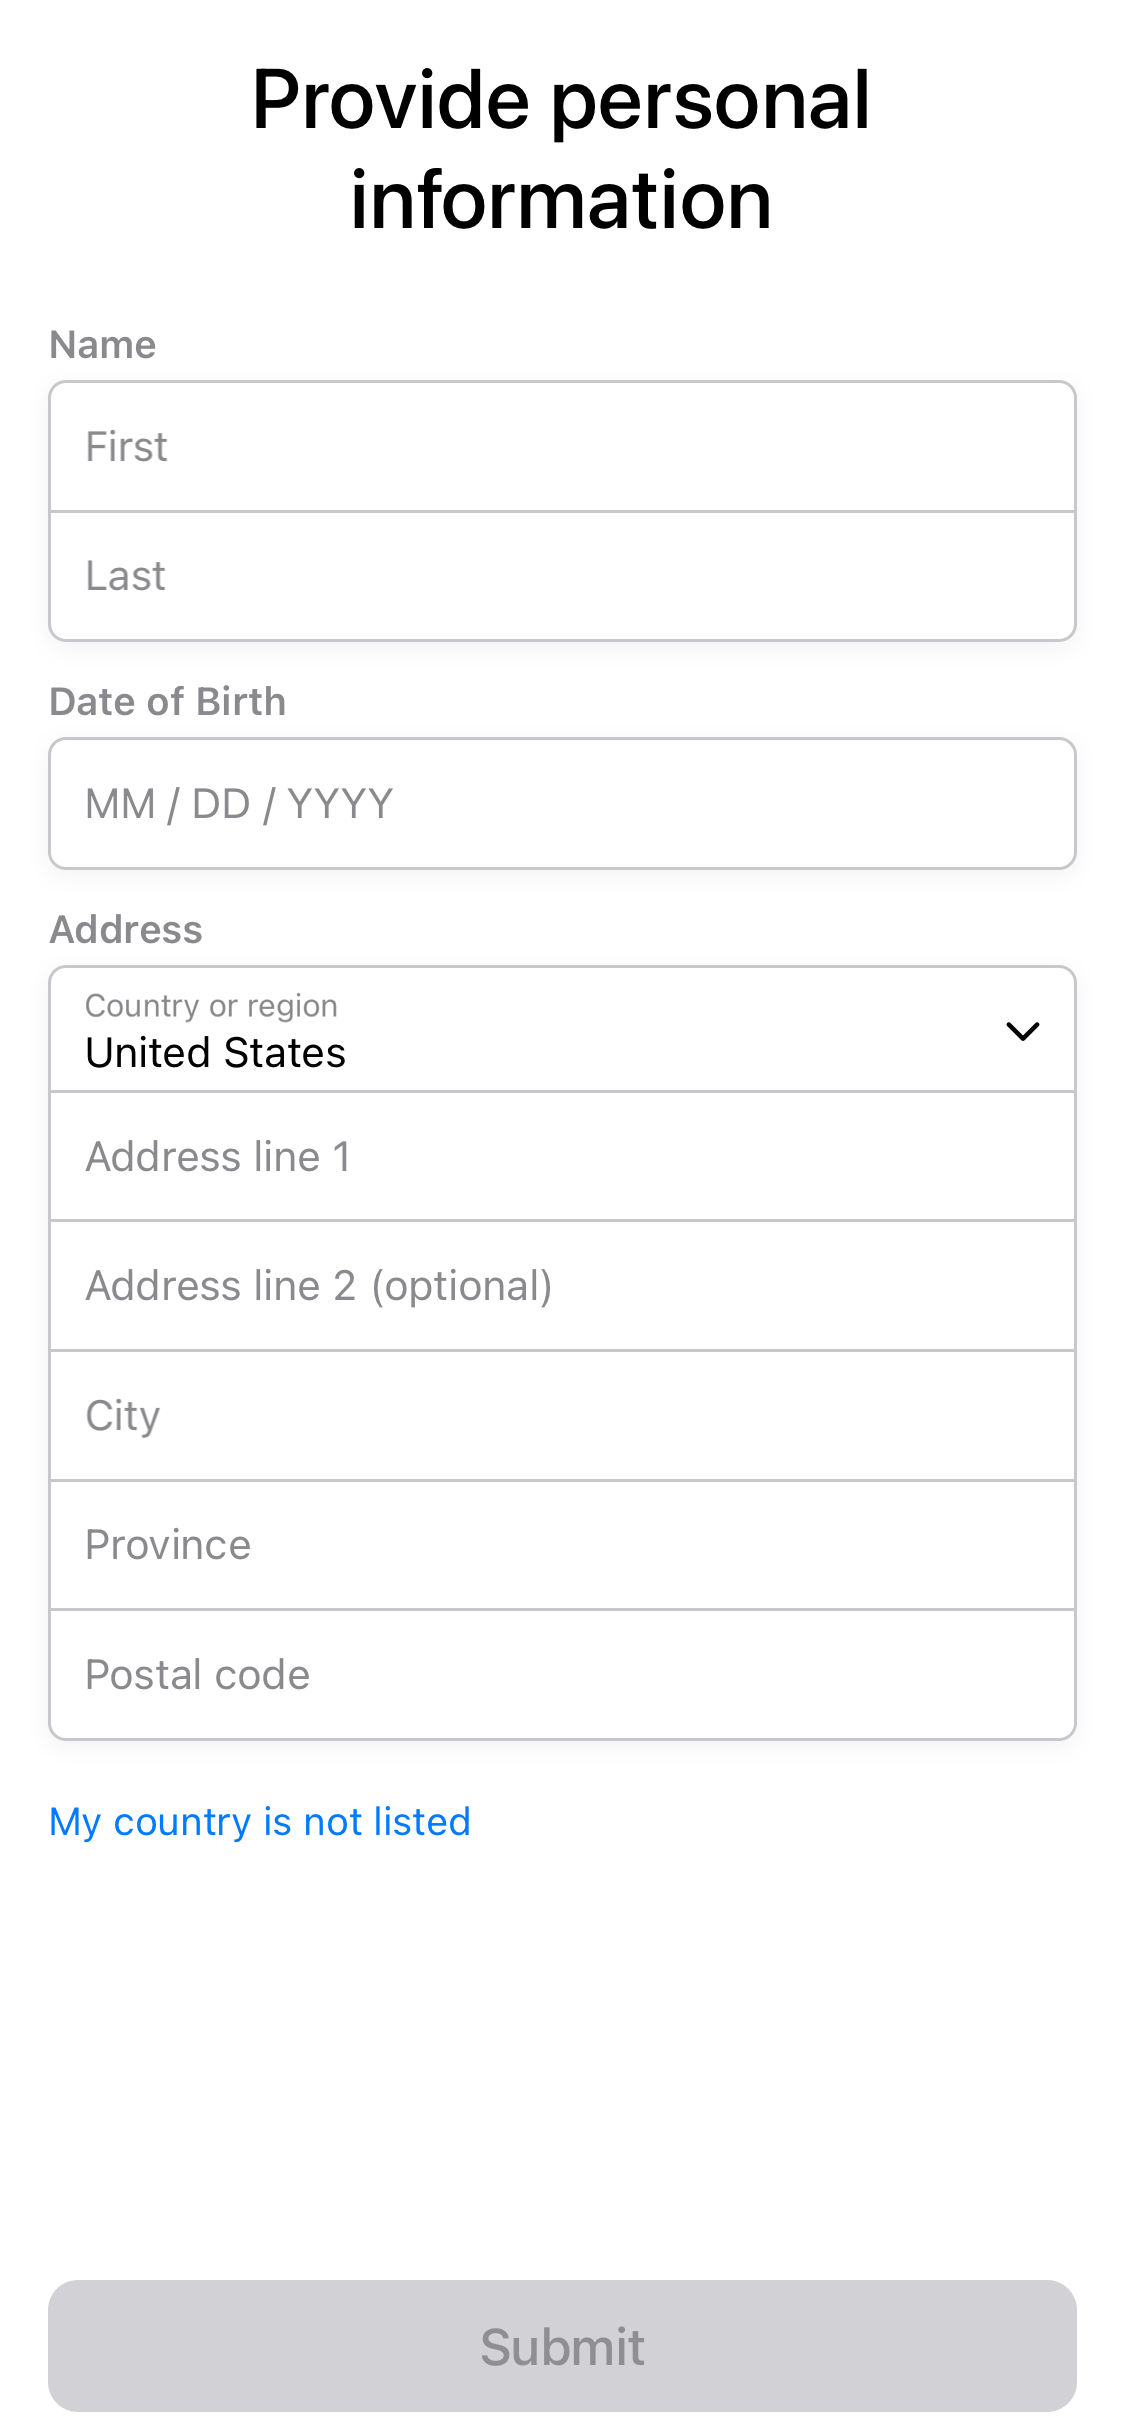 Provide personal
information
Name
First
Last
Date of Birth
MM / DD / YYYY
Address
Country or region
United States
Address line 1
Address line 2 (optional)
City
Province
Postal code
My country is not listed
Submit